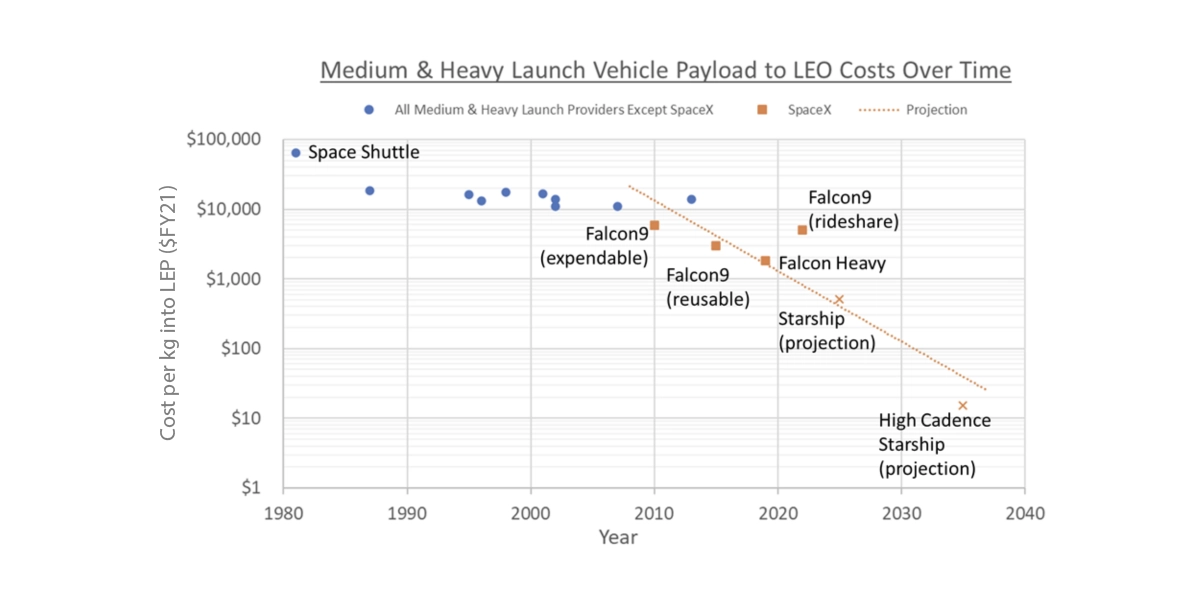 Medium & Heavy Launch Vehicle Payload to LEO Costs Over Time
All Medium & Heavy Launch Providers Except SpaceX
SpaceX
Projection
Cost per kg into LEP ($FY21)
$100,000
$10,000
$1,000
$100
$10
$1
Space Shuttle
Falcon9
(expendable)
Falcon9
(reusable)
Falcon9
(rideshare)
Falcon Heavy
Starship
(projection)
High Cadence
Starship
(projection)
1980
1990
2000
2010
2020
2030
2040
Year